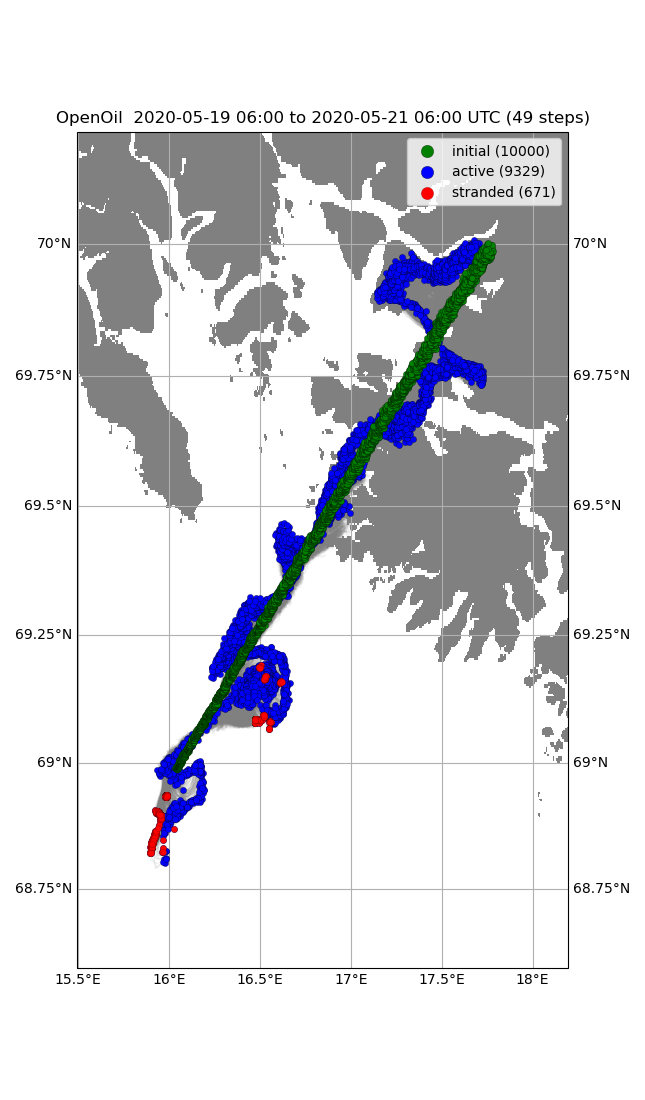 OpenOil  2020-05-19 06:00 to 2020-05-21 06:00 UTC (49 steps)
initial (10000)
active (9329)
stranded (671)
70°N 70°N
69.75°N 69.75°N
69.5°N 69.5°N
69.25°N 69.25°N
69°N 69°N
68.75°N 68.75°N
15.5°E 16°E 16.5°E 17°E 17.5°E 18°E